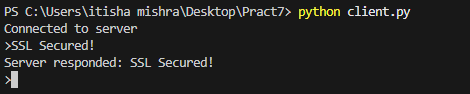 PS C:\Users\itisha mishra\Desktop\Pract7> python client.py
Connected to server
>SSL Secured!
Server responded: SSL Secured!
>